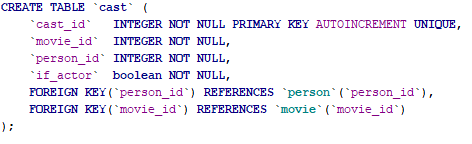 CREATE TABLE `cast` (
`cast_id` INTEGER NOT NULL PRIMARY KEY AUTOINCREMENT UNIQUE,
`movie_id` INTEGER NOT NULL,
`person_id` INTEGER NOT NULL,
`if_actor` boolean NOT NULL,
FOREIGN KEY(`person_id`) REFERENCES `person`(`person_id`),
FOREIGN KEY(`movie_id`) REFERENCES `movie`(`movie_id`)
);